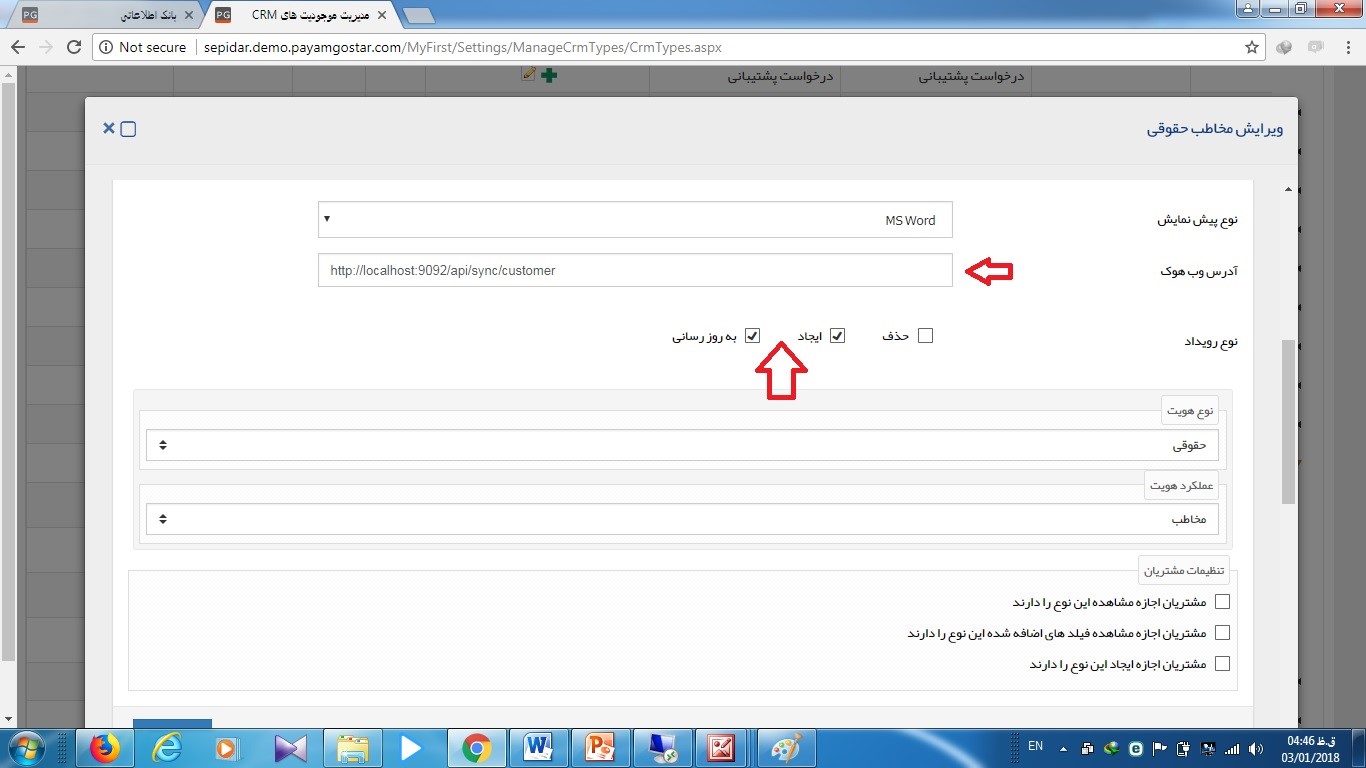 بانک اطلاعاتی
مدیریت موجودیت های CRM
Not secure
sepidar.demo.payamgostar.com/MyFirst/Settings/ManageCrmTypes/CrmTypes.aspx
درخواست پشتیبانی درخواست پشتیبانی
ویرایش مخاطب حقوقی
نوع پیش نمایش
MS Word
آدرس وب هوک
http://localhost:9092/api/sync/customer
نوع رویداد
حذف ایجاد به روز رسانی
نوع هویت
حقوقی
عملکرد هویت
مخاطب
تنظیمات مشتریان
مشتریان اجازه مشاهده این نوع را دارند
مشتریان اجازه مشاهده فیلد های اضافه شده این نوع را دارند
مشتریان اجازه ایجاد این نوع را دارند
EN
04:46 ق.ظ
03/01/2018